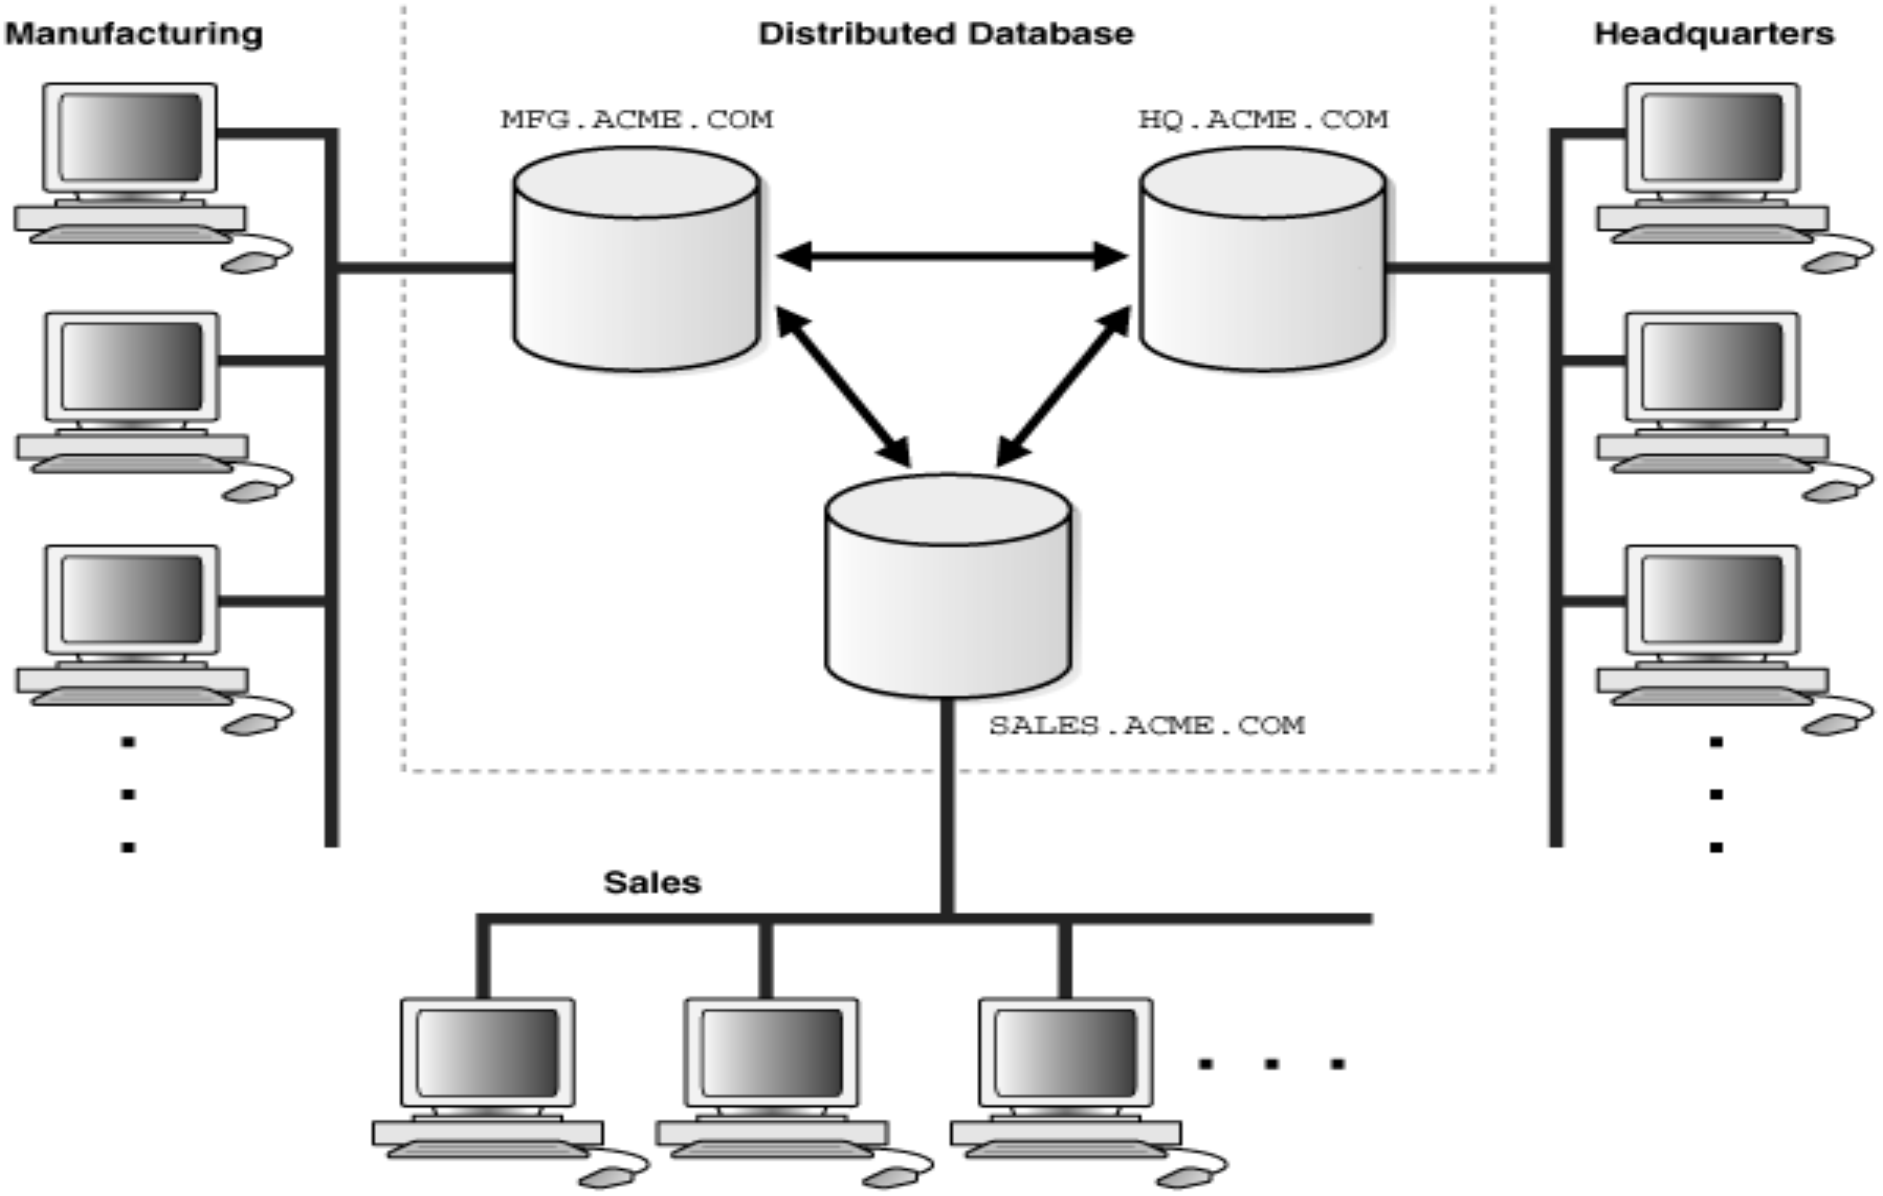 Manufacturing
Distributed Database
Headquarters
MFG.ACME.COM
HQ.ACME.COM
SALES.ACME.COM
Sales